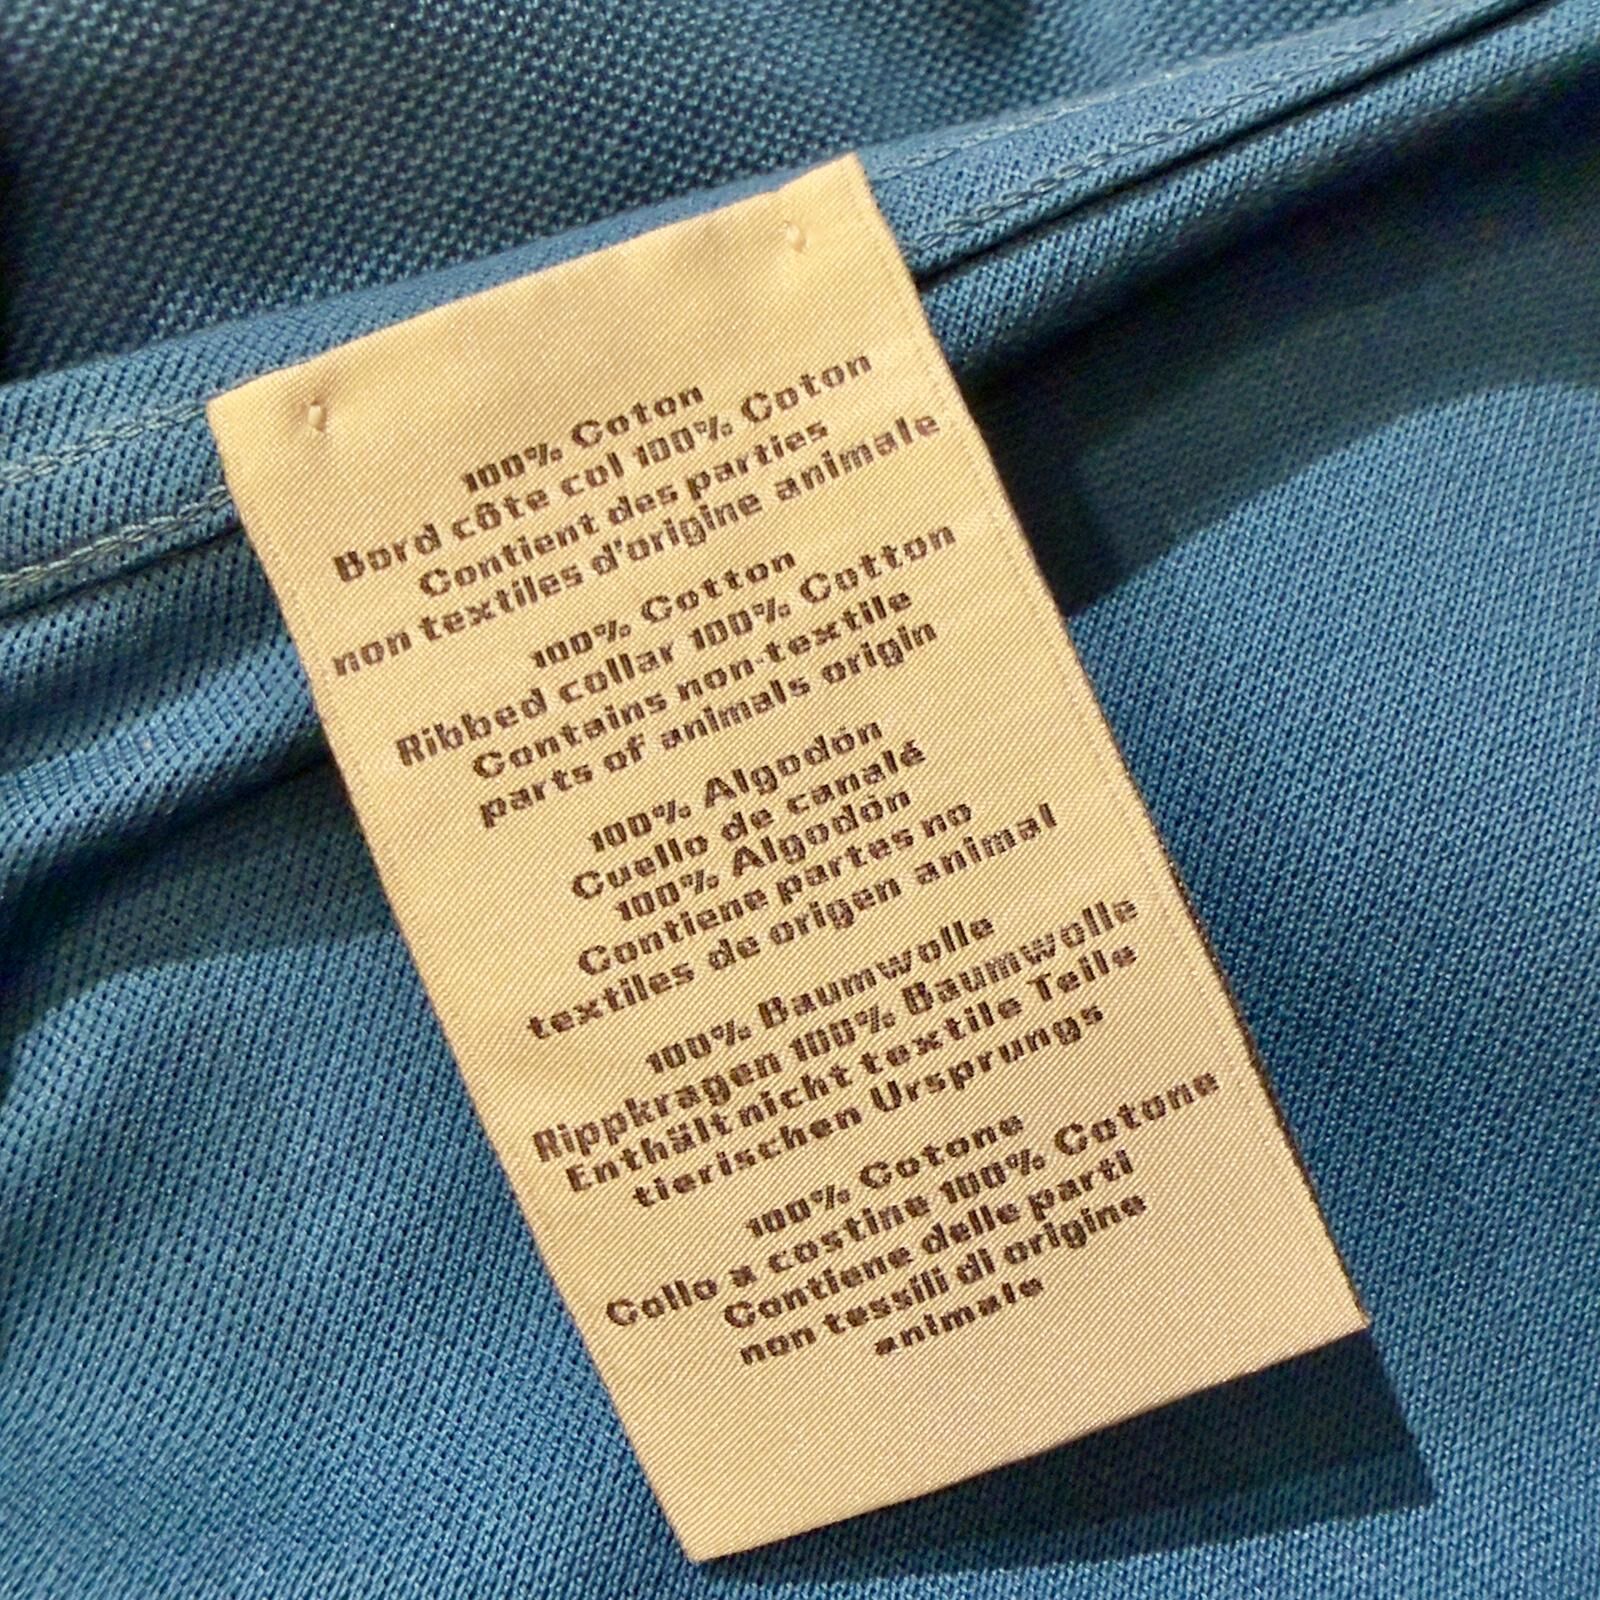 100% Coton
Bord côte col 100% Coton
Contient des parties
non textiles d'origine animale
100% Cotton
Ribbed collar 100% Cotton
Contains non-textile
parts of animals origin
100% Algodón
Cuello de canalé
100% Algodón
Contiene partes no
textiles de origen animal
100% Baumwolle
Rippkragen 100% Baumwolle
Enthält nicht textile Teile
tierischen Ursprungs
100% Cotone
Collo a costine 100% Cotone
Contiene delle parti
non tessili di origine
animale